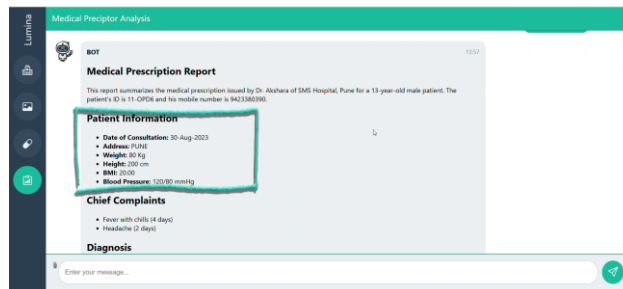 Lumina
Medical Preciptor Analysis
BOT
13:57
Medical Prescription Report
This report summarizes the medical prescription issued by Dr. Akshara of SMS Hospital, Pune for a 13-year-old male patient. The
patient's ID is 11-OPD6 and his mobile number is 9423380390.
Patient Information
• Date of Consultation: 30-Aug-2023
• Address: PUNE
• Weight: 80 Kg
• Height: 200 cm
• BMI: 20.00
• Blood Pressure: 120/80 mmHg
Chief Complaints
• Fever with chills (4 days)
• Headache (2 days)
Diagnosis
Enter your message...